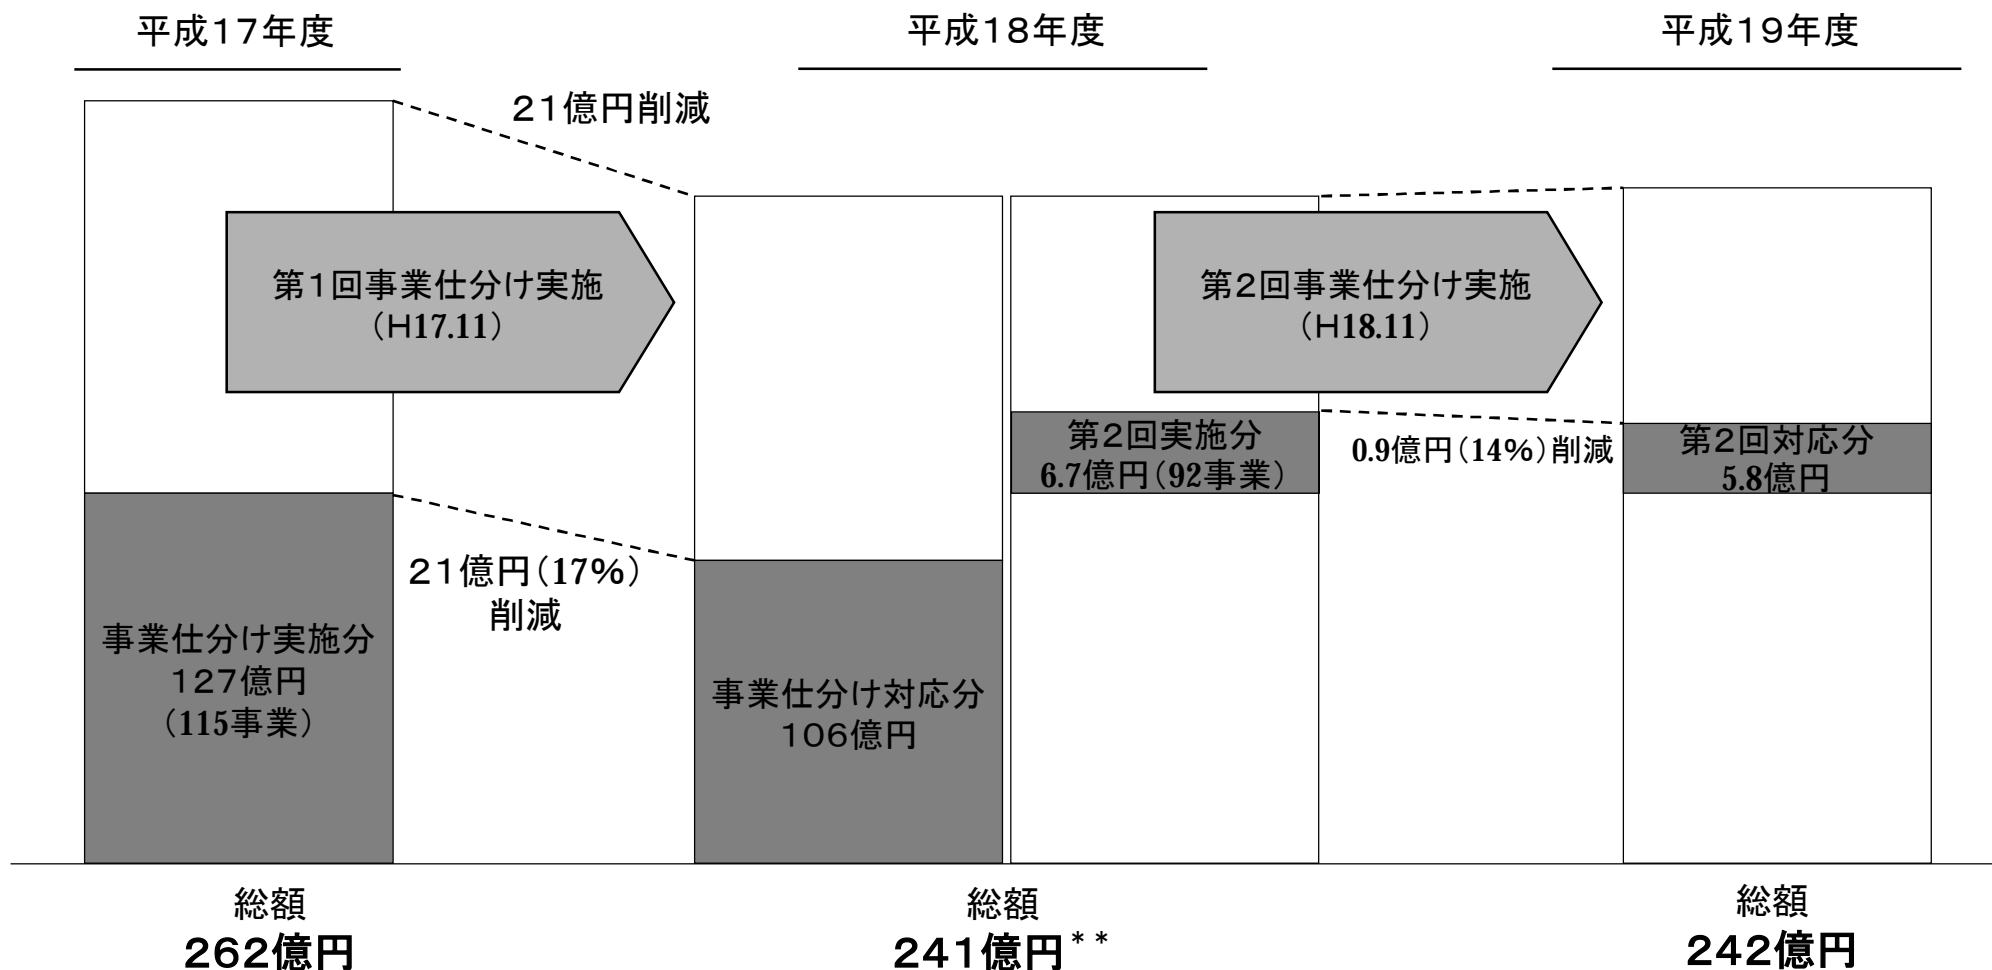 平成17年度
平成18年度
平成19年度
21億円削減
第1回事業仕分け実施
(H17.11)
第2回事業仕分け実施
(H18.11)
第2回実施分
6.7億円(92事業)
0.9億円(14%)削減
第2回対応分
5.8億円
21億円(17%)
削減
事業仕分け実施分
127億円
(115事業)
事業仕分け対応分
106億円
総額
262億円
総額
241億円**
総額
242億円